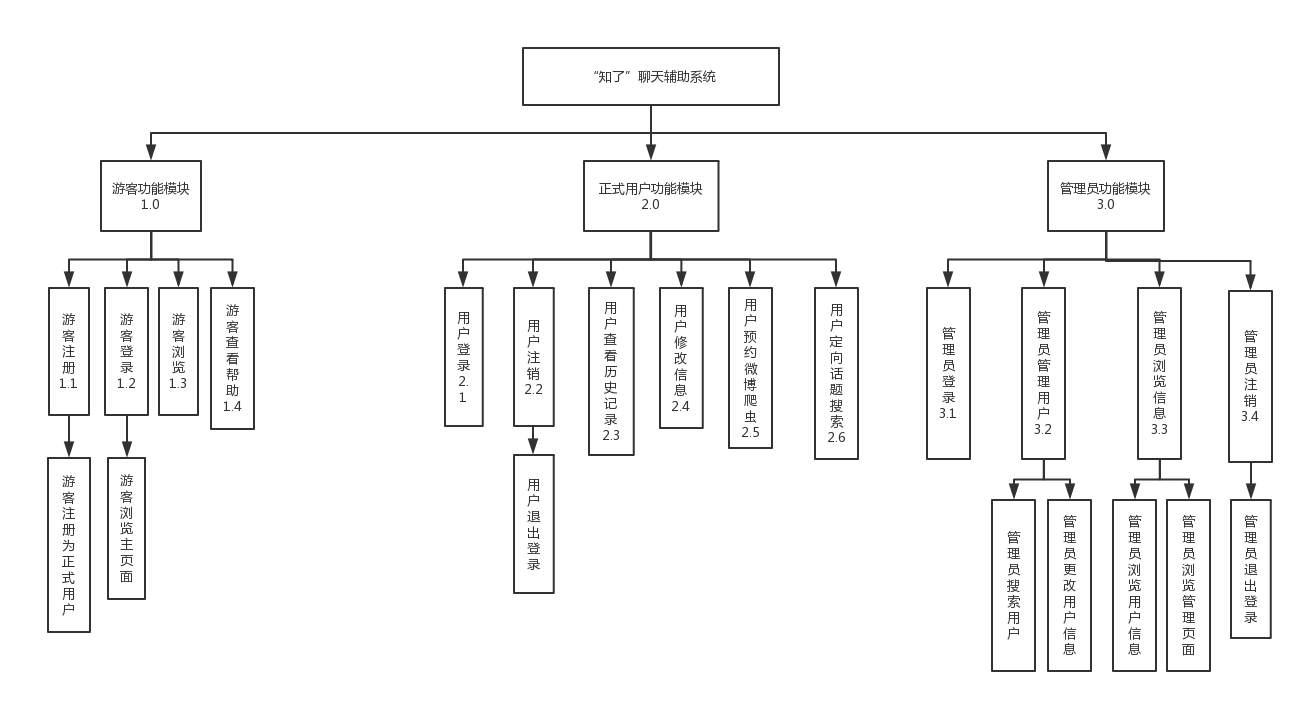 “知了”聊天辅助系统
游客功能模块
1.0
正式用户功能模块
2.0
管理员功能模块
3.0
游客注册
1.1
游客登录
1.2
游客浏览
1.3
游客查看帮助
1.4
用户登录
2.
1
用户注销
2.2
用户查看历史记录
2.3
用户修改信息
2.4
用户预约微博爬虫
2.5
用户定向话题搜索
2.6
管理员登录
3.1
管理员管理用户
3.2
管理员浏览信息
3.3
管理员注销
3.4
游客注册为正式用户
游客浏览主页面
用户退出登录
管理员搜索用户
管理员更改用户信息
管理员浏览用户信息
管理员浏览管理页面
管理员退出登录